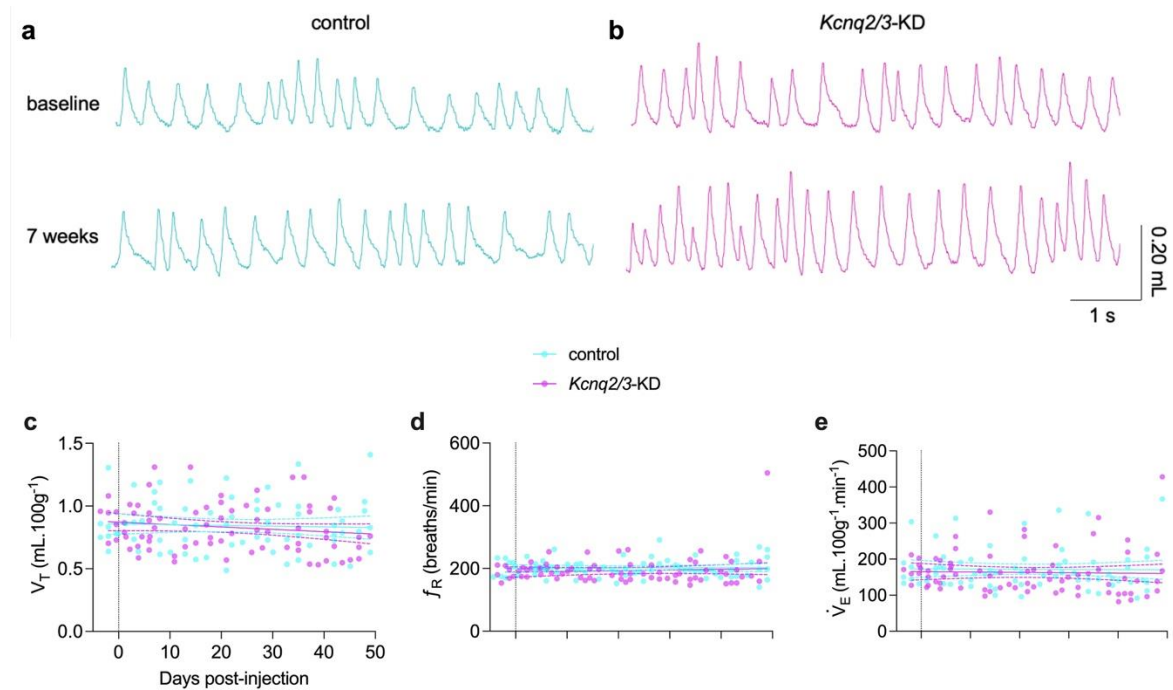 a control
b Kcnq2/3-KD
baseline
7 weeks
0.20 mL
1 s
control
Kcnq2/3-KD
c
1.5
1.0
0.5
0.0
V_T (mL.100g⁻¹)
0 10 20 30 40 50
Days post-injection
d
600
400
200
0
f_R (breaths/min)
e
500
400
300
200
100
0
V̇_E (mL.100g⁻¹.min⁻¹)